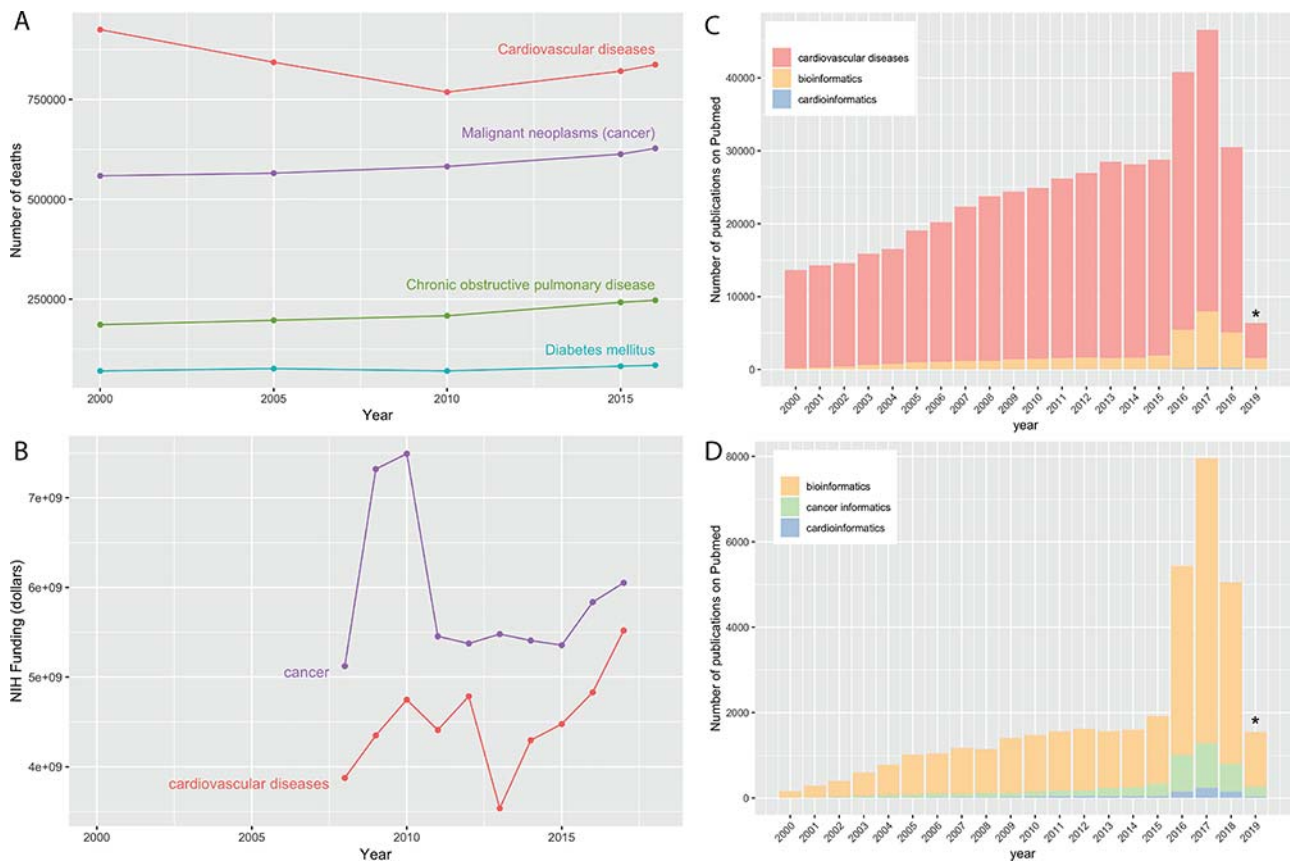 A
Cardiovascular diseases
Malignant neoplasms (cancer)
Chronic obstructive pulmonary disease
Diabetes mellitus
750000
500000
250000
Number of deaths
2000
2005
2010
2015
Year
B
7e+09
6e+09
5e+09
4e+09
NIH Funding (dollars)
cancer
cardiovascular diseases
2000
2005
2010
2015
Year
C
cardiovascular diseases
bioinformatics
cardioinformatics
40000
30000
20000
10000
0
Number of publications on Pubmed
*
2000
2001
2002
2003
2004
2005
2006
2007
2008
2009
2010
2011
2012
2013
2014
2015
2016
2017
2018
2019
year
D
bioinformatics
cancer informatics
cardioinformatics
8000
6000
4000
2000
0
Number of publications on Pubmed
*
2000
2001
2002
2003
2004
2005
2006
2007
2008
2009
2010
2011
2012
2013
2014
2015
2016
2017
2018
2019
year